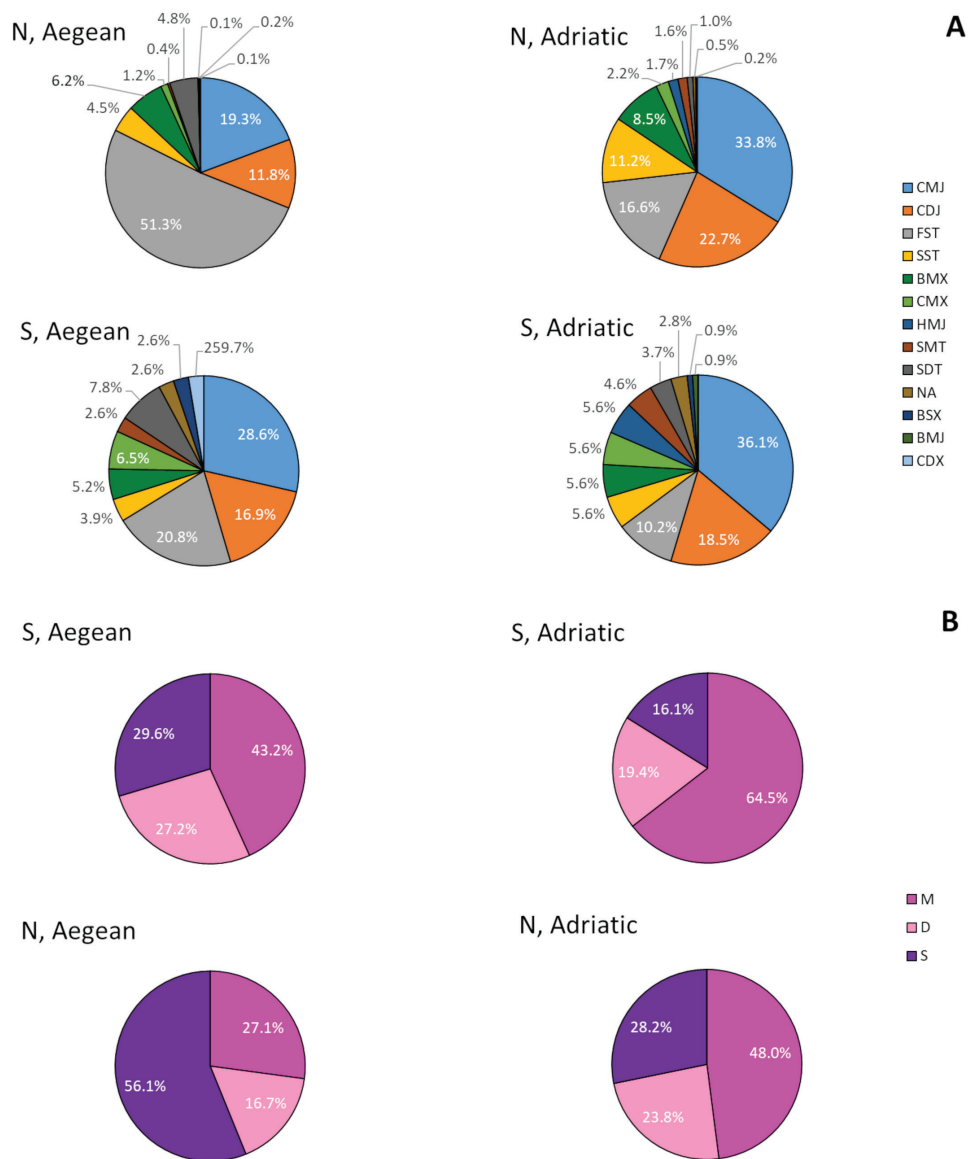 N, Aegean
4.8%
0.1%
0.2%
0.4%
0.1%
1.2%
6.2%
4.5%
19.3%
11.8%
51.3%
N, Adriatic
A
1.0%
1.6%
0.5%
1.7%
0.2%
2.2%
8.5%
33.8%
11.2%
16.6%
22.7%
CMJ
CDJ
FST
SST
BMX
CMX
HMJ
SMT
SDT
NA
BSX
BMJ
CDX
S, Aegean
2.6%
259.7%
2.6%
7.8%
2.6%
6.5%
28.6%
5.2%
3.9%
16.9%
20.8%
S, Adriatic
2.8%
0.9%
3.7%
0.9%
4.6%
5.6%
36.1%
5.6%
5.6%
5.6%
10.2%
18.5%
S, Aegean
29.6%
43.2%
27.2%
S, Adriatic
B
16.1%
19.4%
64.5%
N, Aegean
27.1%
56.1%
16.7%
N, Adriatic
28.2%
48.0%
23.8%
M
D
S